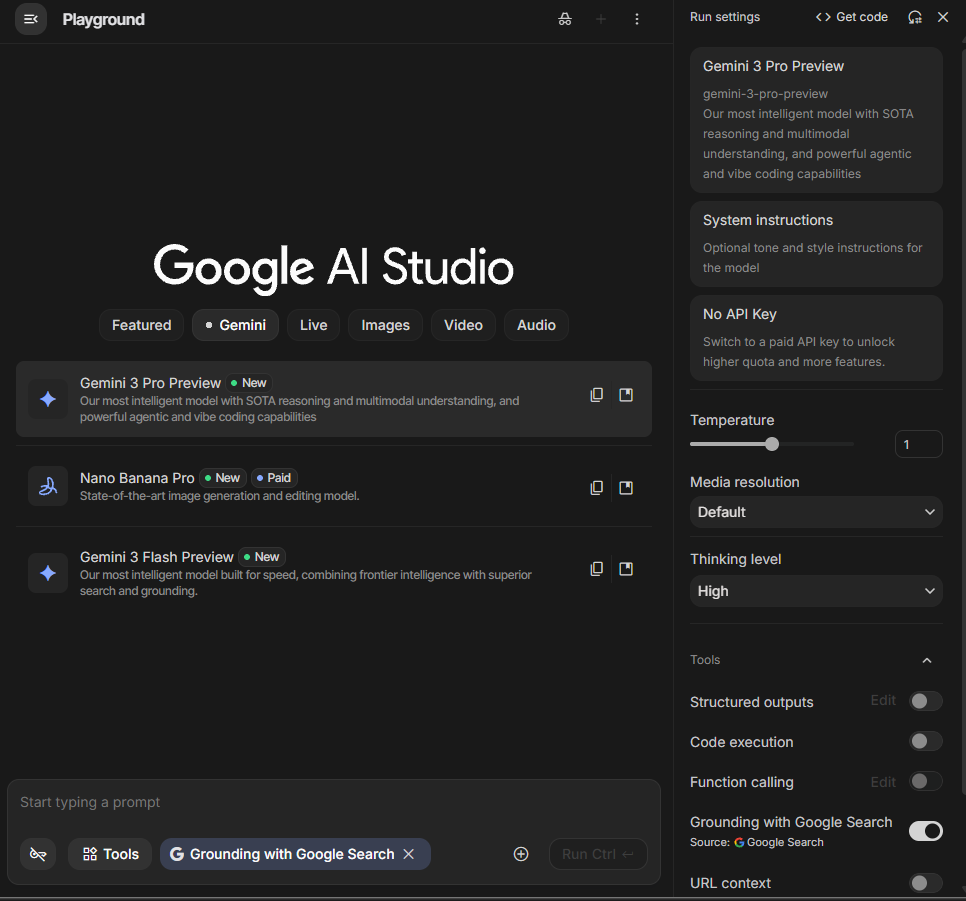 Playground
Google AI Studio
Featured
Gemini
Live
Images
Video
Audio
Gemini 3 Pro Preview New
Our most intelligent model with SOTA reasoning and multimodal understanding, and
powerful agentic and vibe coding capabilities
Nano Banana Pro New Paid
State-of-the-art image generation and editing model.
Gemini 3 Flash Preview New
Our most intelligent model built for speed, combining frontier intelligence with superior
search and grounding.
Start typing a prompt
Tools
Grounding with Google Search
Run Ctrl
Run settings
Get code
Gemini 3 Pro Preview
gemini-3-pro-preview
Our most intelligent model with SOTA
reasoning and multimodal
understanding, and powerful agentic
and vibe coding capabilities
System instructions
Optional tone and style instructions for
the model
No API Key
Switch to a paid API key to unlock
higher quota and more features.
Temperature
1
Media resolution
Default
Thinking level
High
Tools
Structured outputs Edit
Code execution
Function calling Edit
Grounding with Google Search
Source: Google Search
URL context